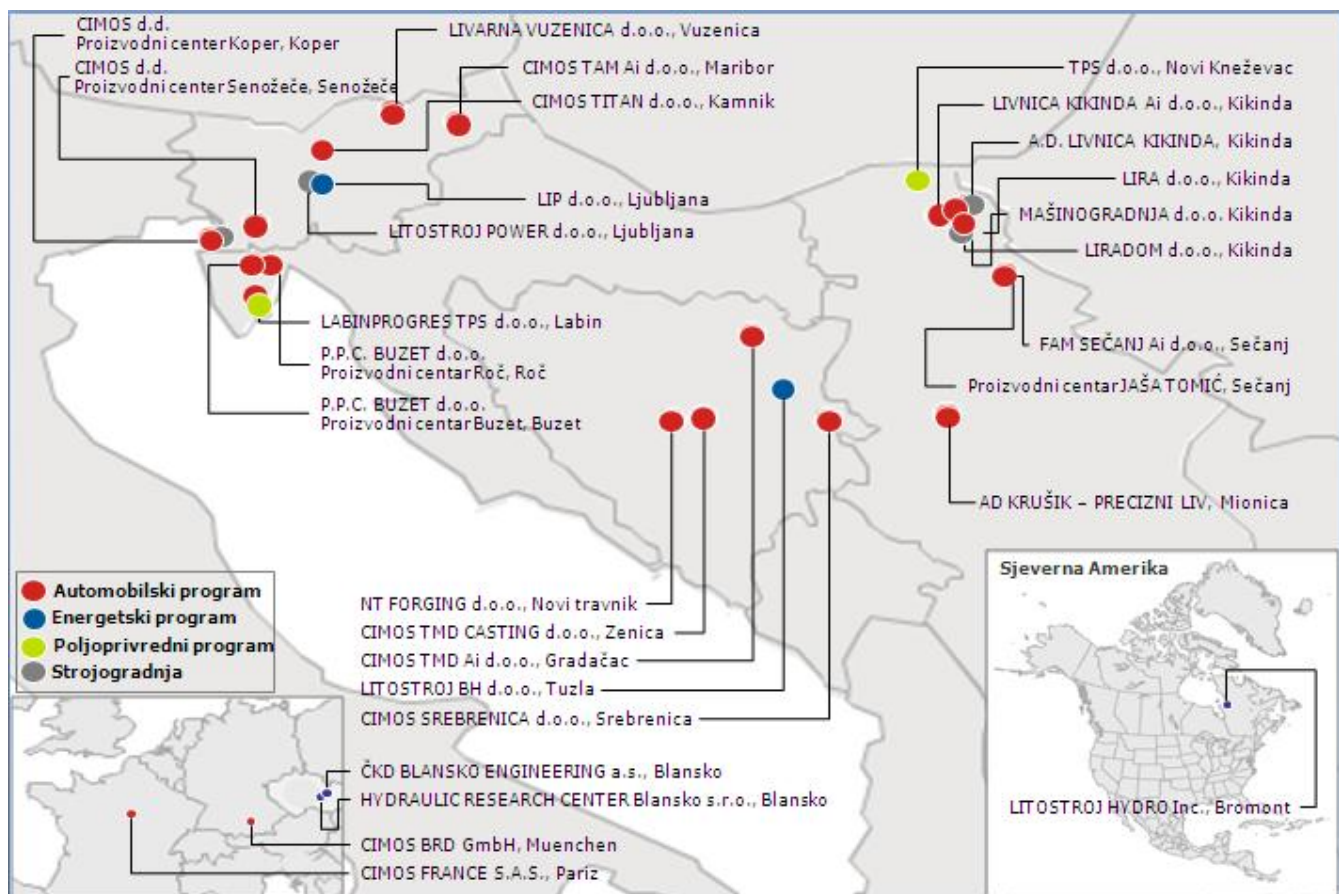 CIMOS d.d.
Proizvodni center Koper, Koper
CIMOS d.d.
Proizvodni center Senožeče, Senožeče
LIVARNA VUZENICA d.o.o., Vuzenica
CIMOS TAM Ai d.o.o., Maribor
CIMOS TITAN d.o.o., Kamnik
LIP d.o.o., Ljubljana
LITOSTROJ POWER d.o.o., Ljubljana
LABINPROGRES TPS d.o.o., Labin
P.P.C. BUZET d.o.o.
Proizvodni centar Roč, Roč
P.P.C. BUZET d.o.o.
Proizvodni centar Buzet, Buzet
TPS d.o.o., Novi Kneževac
LIVNICA KIKINDA Ai d.o.o., Kikinda
A.D. LIVNICA KIKINDA, Kikinda
LIRA d.o.o., Kikinda
MAŠINOGRADNJA d.o.o. Kikinda
LIRADOM d.o.o., Kikinda
FAM SEČANJ Ai d.o.o., Sečanj
Proizvodni centar JAŠA TOMIĆ, Sečanj
AD KRUŠIK – PRECIZNI LIV, Mionica
Automobilski program
Energetski program
Poljoprivredni program
Strojogradnja
NT FORGING d.o.o., Novi travnik
CIMOS TMD CASTING d.o.o., Zenica
CIMOS TMD Ai d.o.o., Gradačac
LITOSTROJ BH d.o.o., Tuzla
CIMOS SREBRENICA d.o.o., Srebrenica
ČKD BLANSKO ENGINEERING a.s., Blansko
HYDRAULIC RESEARCH CENTER Blansko s.r.o., Blansko
CIMOS BRD GmbH, Muenchen
CIMOS FRANCE S.A.S., Pariz
Sjeverna Amerika
LITOSTROJ HYDRO Inc., Bromont